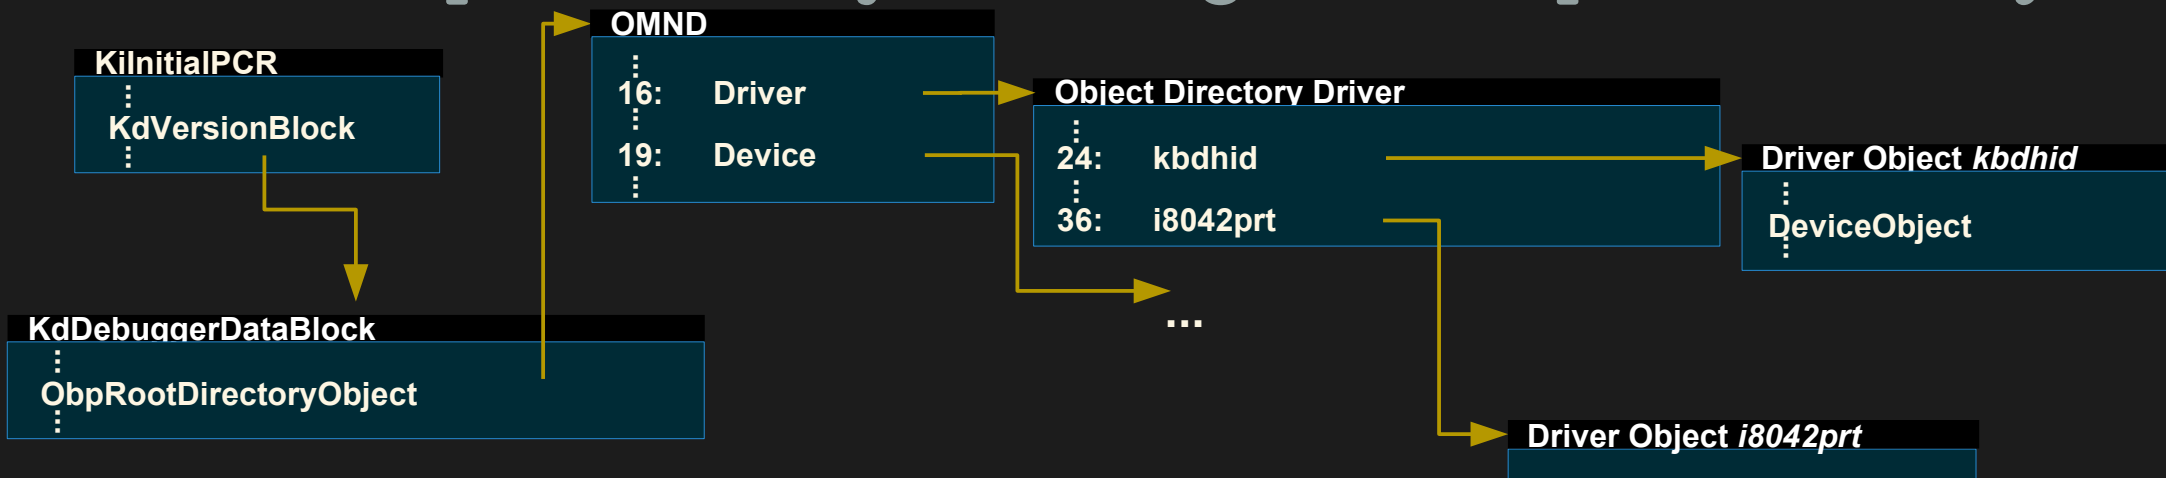 KiInitialPCR
KdVersionBlock
KdDebuggerDataBlock
ObpRootDirectoryObject
OMND
16: Driver
19: Device
Object Directory Driver
24: kbdhid
36: i8042prt
...
Driver Object kbdhid
DeviceObject
Driver Object i8042prt